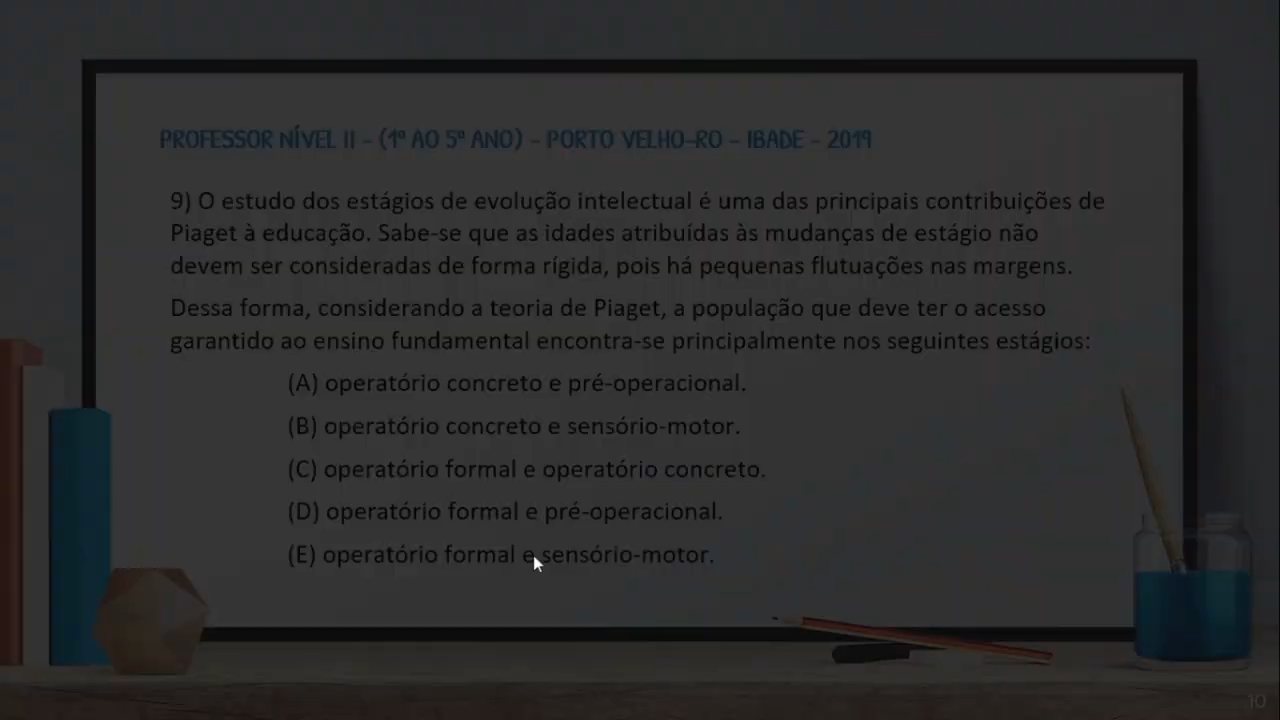 PROFESSOR NÍVEL II - (1º AO 5º ANO) - PORTO VELHO-RO - IBADE - 2019
9) O estudo dos estágios de evolução intelectual é uma das principais contribuições de
Piaget à educação. Sabe-se que as idades atribuídas às mudanças de estágio não
devem ser consideradas de forma rígida, pois há pequenas flutuações nas margens.
Dessa forma, considerando a teoria de Piaget, a população que deve ter o acesso
garantido ao ensino fundamental encontra-se principalmente nos seguintes estágios:
(A) operatório concreto e pré-operacional.
(B) operatório concreto e sensório-motor.
(C) operatório formal e operatório concreto.
(D) operatório formal e pré-operacional.
(E) operatório formal e sensório-motor.
10